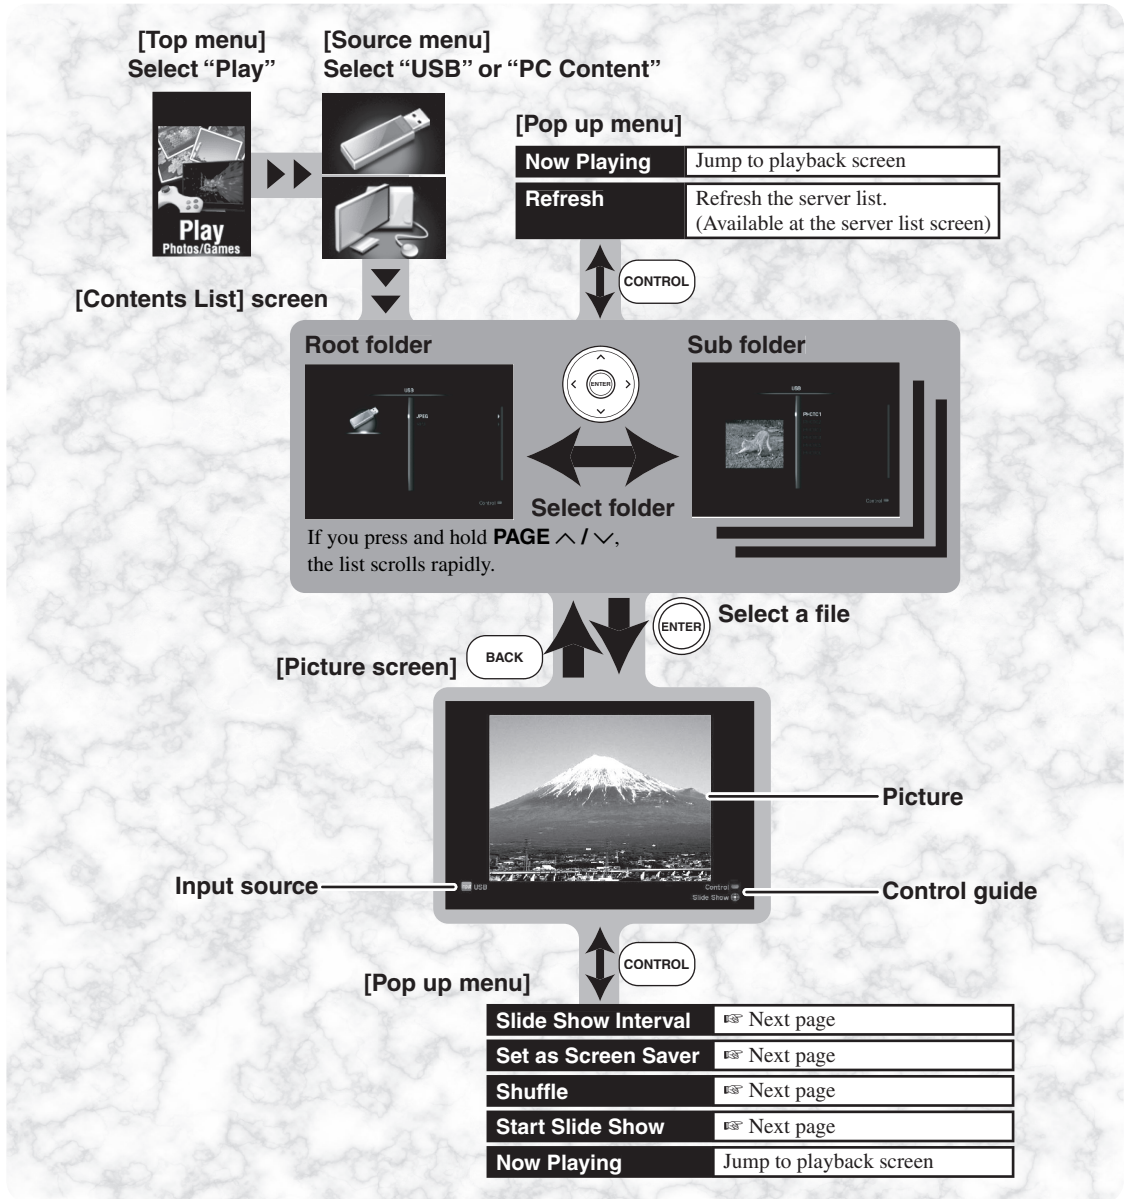 [Top menu]
Select “Play”
[Source menu]
Select “USB” or “PC Content”
Play
Photos/Games
[Pop up menu]
Now Playing Jump to playback screen
Refresh Refresh the server list.
(Available at the server list screen)
CONTROL
[Contents List] screen
Root folder
Sub folder
USB
JPEG
Control
ENTER
USB
PHOTO1
Control
Select folder
If you press and hold PAGE ︿ / ﹀,
the list scrolls rapidly.
ENTER
Select a file
BACK
[Picture screen]
Picture
Input source
USB
Control
Slide Show
Control guide
CONTROL
[Pop up menu]
Slide Show Interval ☞ Next page
Set as Screen Saver ☞ Next page
Shuffle ☞ Next page
Start Slide Show ☞ Next page
Now Playing Jump to playback screen